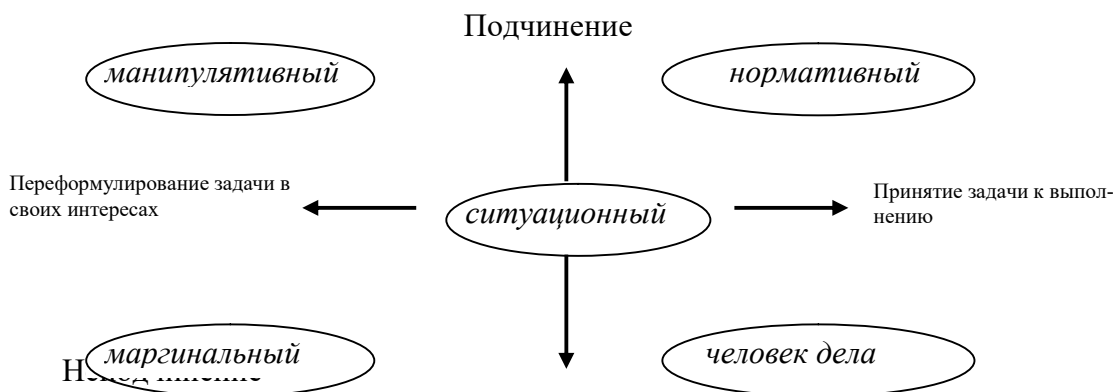 Подчинение
манипулятивный
нормативный
Переформулирование задачи в
своих интересах
ситуационный
Принятие задачи к выпол-
нению
маргинальный
человек дела